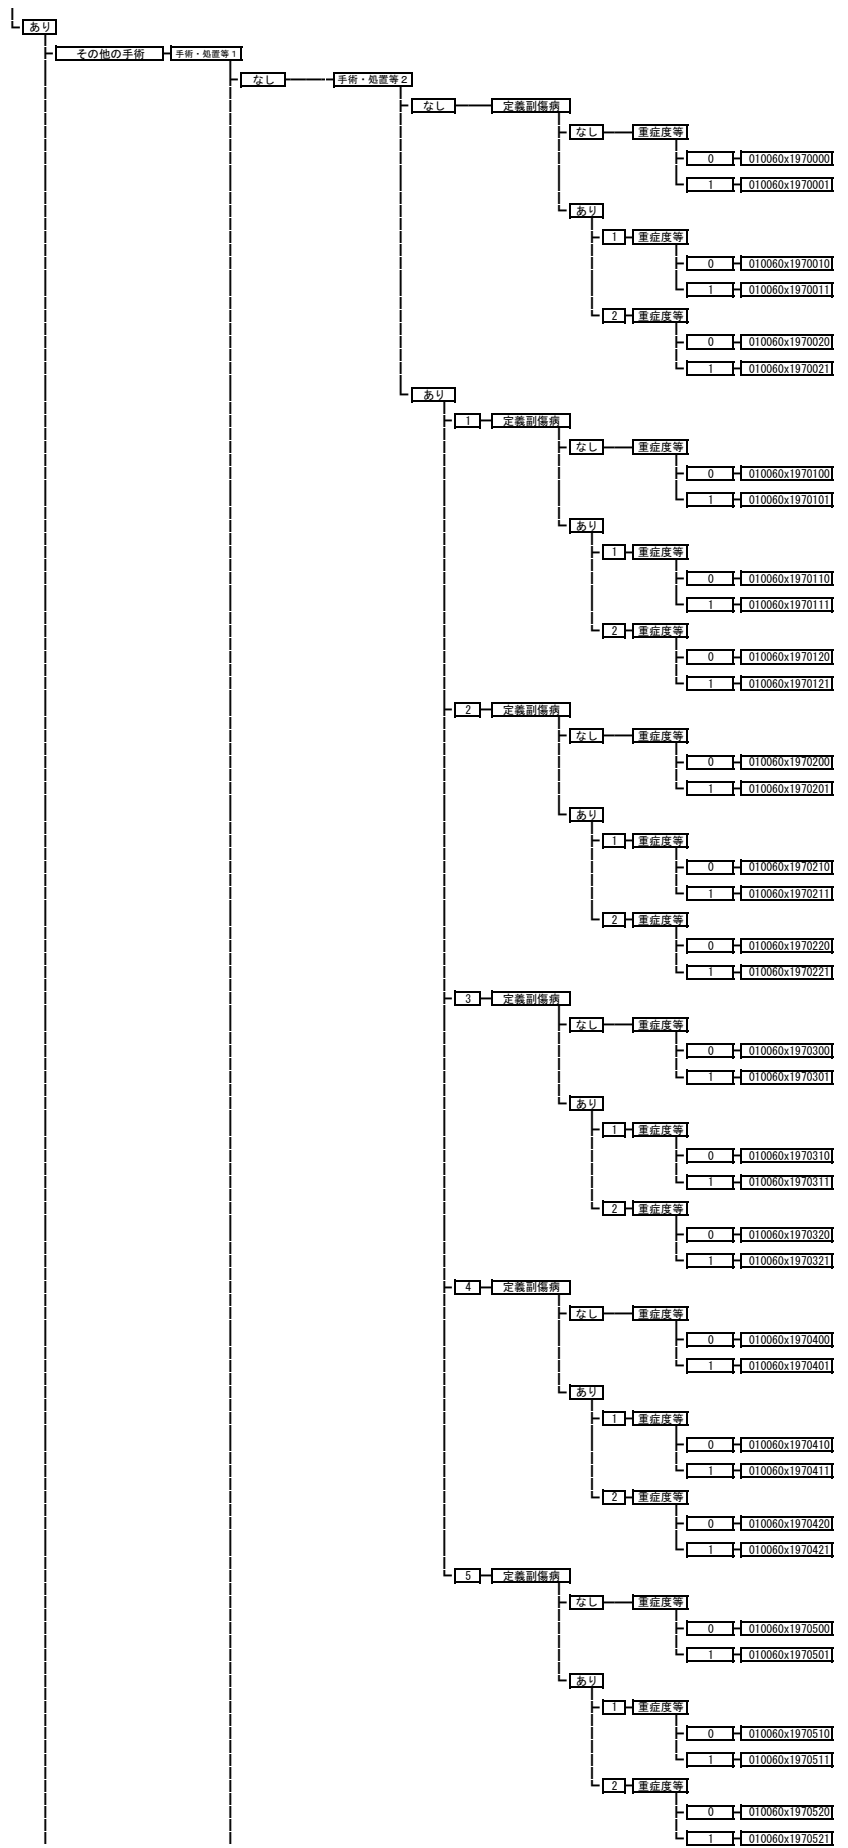 あり
その他の手術 手術・処置等1
なし 手術・処置等2
なし 定義副傷病
なし 重症度等
0 010060x1970000
1 010060x1970001
あり
1 重症度等
0 010060x1970010
1 010060x1970011
2 重症度等
0 010060x1970020
1 010060x1970021
あり
1 定義副傷病
なし 重症度等
0 010060x1970100
1 010060x1970101
あり
1 重症度等
0 010060x1970110
1 010060x1970111
2 重症度等
0 010060x1970120
1 010060x1970121
2 定義副傷病
なし 重症度等
0 010060x1970200
1 010060x1970201
あり
1 重症度等
0 010060x1970210
1 010060x1970211
2 重症度等
0 010060x1970220
1 010060x1970221
3 定義副傷病
なし 重症度等
0 010060x1970300
1 010060x1970301
あり
1 重症度等
0 010060x1970310
1 010060x1970311
2 重症度等
0 010060x1970320
1 010060x1970321
4 定義副傷病
なし 重症度等
0 010060x1970400
1 010060x1970401
あり
1 重症度等
0 010060x1970410
1 010060x1970411
2 重症度等
0 010060x1970420
1 010060x1970421
5 定義副傷病
なし 重症度等
0 010060x1970500
1 010060x1970501
あり
1 重症度等
0 010060x1970510
1 010060x1970511
2 重症度等
0 010060x1970520
1 010060x1970521